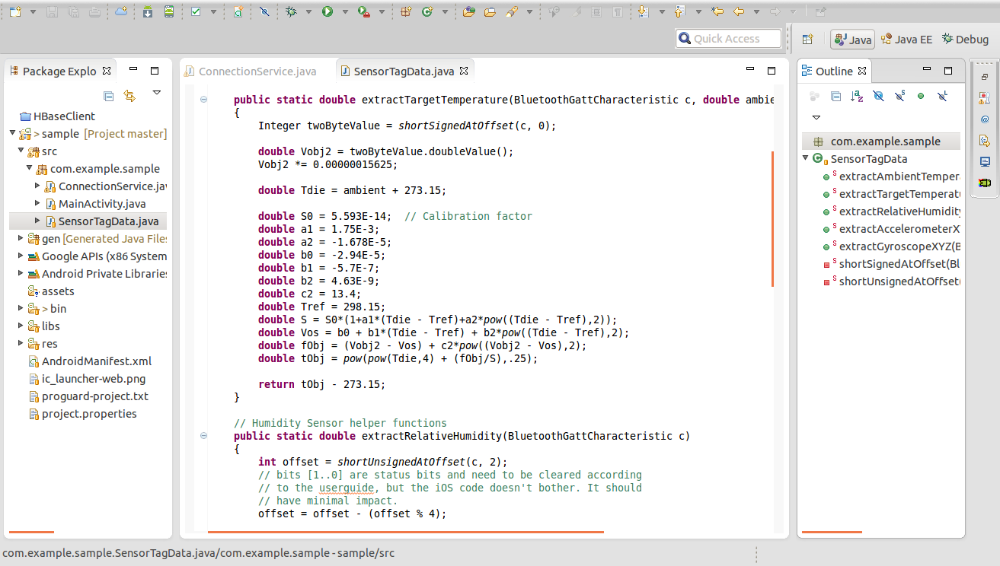 Quick Access
Java
Java EE
Debug
Package Explo
HBaseClient
> sample [Project master]
src
com.example.sample
ConnectionService.jav
MainActivity.java
SensorTagData.java
gen [Generated Java Files
Google APIs (x86 System
Android Private Libraries
assets
> bin
libs
res
AndroidManifest.xml
ic_launcher-web.png
proguard-project.txt
project.properties
ConnectionService.java
SensorTagData.java
public static double extractTargetTemperature(BluetoothGattCharacteristic c, double ambie
{
Integer twoByteValue = shortSignedAtOffset(c, 0);
double Vobj2 = twoByteValue.doubleValue();
Vobj2 *= 0.00000015625;
double Tdie = ambient + 273.15;
double S0 = 5.593E-14;  // Calibration factor
double a1 = 1.75E-3;
double a2 = -1.678E-5;
double b0 = -2.94E-5;
double b1 = -5.7E-7;
double b2 = 4.63E-9;
double c2 = 13.4;
double Tref = 298.15;
double S = S0*(1+a1*(Tdie - Tref)+a2*pow((Tdie - Tref),2));
double Vos = b0 + b1*(Tdie - Tref) + b2*pow((Tdie - Tref),2);
double fObj = (Vobj2 - Vos) + c2*pow((Vobj2 - Vos),2);
double tObj = pow(pow(Tdie,4) + (fObj/S),.25);
return tObj - 273.15;
}
// Humidity Sensor helper functions
public static double extractRelativeHumidity(BluetoothGattCharacteristic c)
{
int offset = shortUnsignedAtOffset(c, 2);
// bits [1..0] are status bits and need to be cleared according
// to the userguide, but the iOS code doesn't bother. It should
// have minimal impact.
offset = offset - (offset % 4);
Outline
com.example.sample
SensorTagData
extractAmbientTempera
extractTargetTemperatu
extractRelativeHumidity
extractAccelerometerXY
extractGyroscopeXYZ(B
shortSignedAtOffset(Bl
shortUnsignedAtOffset(
com.example.sample.SensorTagData.java/com.example.sample - sample/src